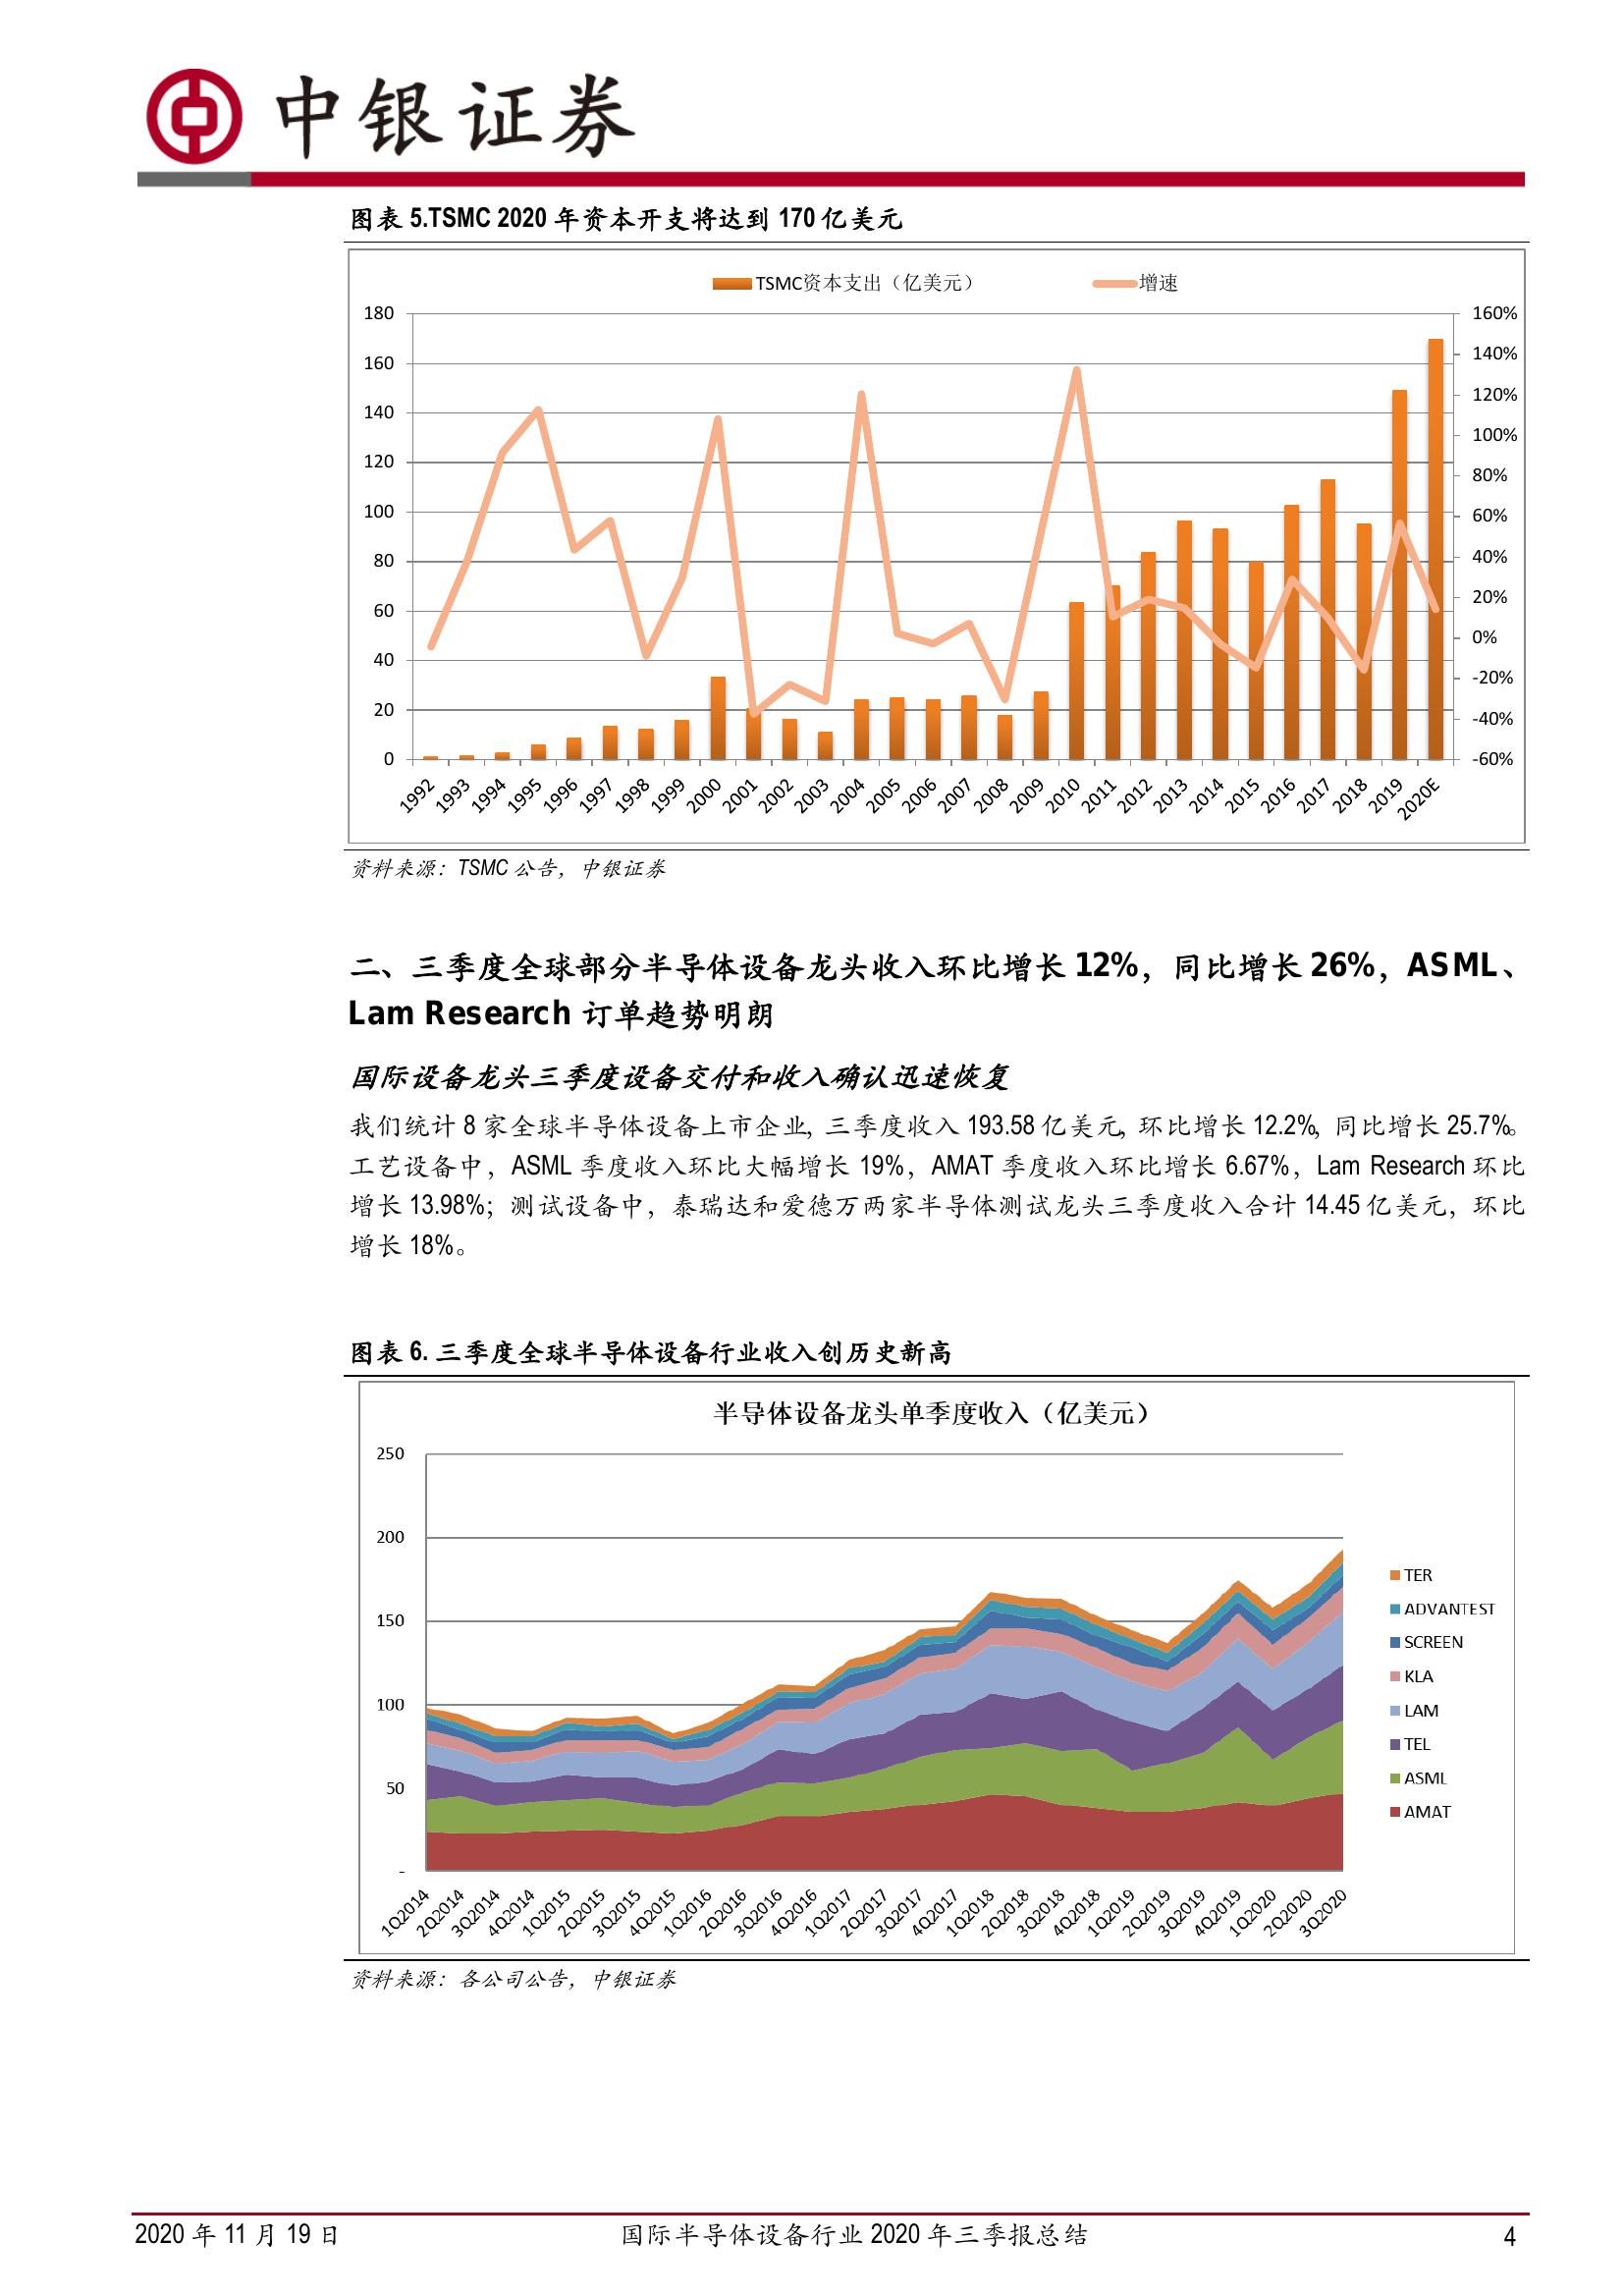 中银证券
图表 5.TSMC 2020 年资本开支将达到 170 亿美元
TSMC资本支出（亿美元） 增速
180 160%
160 140%
140 120%
120 100%
100 80%
80 60%
60 40%
40 20%
20 0%
0 -20%
-40%
-60%
1992 1993 1994 1995 1996 1997 1998 1999 2000 2001 2002 2003 2004 2005 2006 2007 2008 2009 2010 2011 2012 2013 2014 2015 2016 2017 2018 2019 2020E
资料来源：TSMC 公告，中银证券
二、三季度全球部分半导体设备龙头收入环比增长 12%，同比增长 26%，ASML、
Lam Research 订单趋势明朗
国际设备龙头三季度设备交付和收入确认迅速恢复
我们统计 8 家全球半导体设备上市企业，三季度收入 193.58 亿美元，环比增长 12.2%，同比增长 25.7%。
工艺设备中，ASML 季度收入环比大幅增长 19%，AMAT 季度收入环比增长 6.67%，Lam Research 环比
增长 13.98%；测试设备中，泰瑞达和爱德万两家半导体测试龙头三季度收入合计 14.45 亿美元，环比
增长 18%。
图表 6. 三季度全球半导体设备行业收入创历史新高
半导体设备龙头单季度收入（亿美元）
250
200
150
100
50
-
TER
ADVANTEST
SCREEN
KLA
LAM
TEL
ASML
AMAT
1Q2014 2Q2014 3Q2014 4Q2014 1Q2015 2Q2015 3Q2015 4Q2015 1Q2016 2Q2016 3Q2016 4Q2016 1Q2017 2Q2017 3Q2017 4Q2017 1Q2018 2Q2018 3Q2018 4Q2018 1Q2019 2Q2019 3Q2019 4Q2019 1Q2020 2Q2020 3Q2020
资料来源：各公司公告，中银证券
2020 年 11 月 19 日 国际半导体设备行业 2020 年三季报总结 4